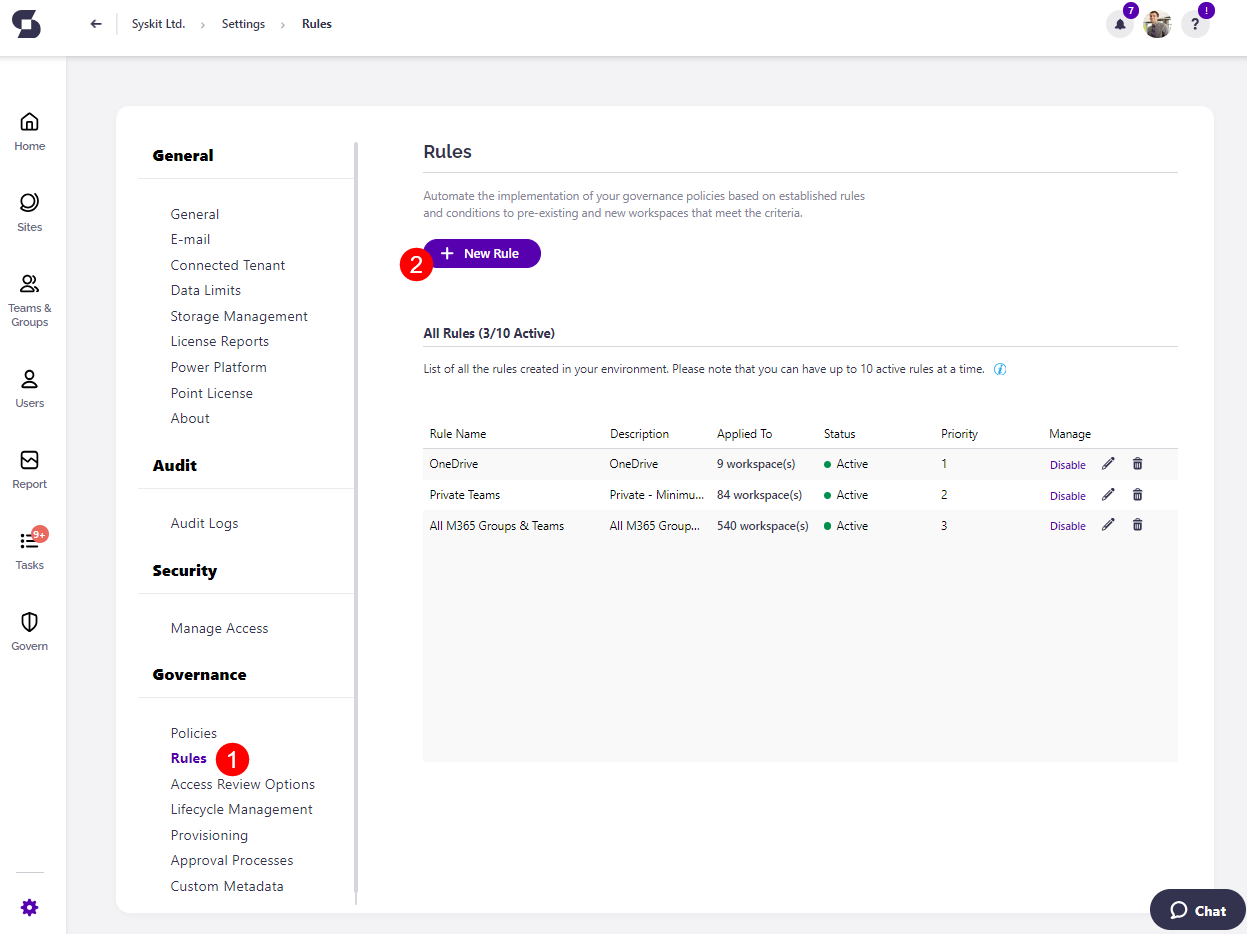 Syskit Ltd. › Settings › Rules
7
!
?
Home
Sites
Teams &
Groups
Users
Report
9+
Tasks
Govern
General
General
E-mail
Connected Tenant
Data Limits
Storage Management
License Reports
Power Platform
Point License
About
Audit
Audit Logs
Security
Manage Access
Governance
Policies
Rules 1
Access Review Options
Lifecycle Management
Provisioning
Approval Processes
Custom Metadata
Rules
Automate the implementation of your governance policies based on established rules
and conditions to pre-existing and new workspaces that meet the criteria.
2 + New Rule
All Rules (3/10 Active)
List of all the rules created in your environment. Please note that you can have up to 10 active rules at a time. i
Rule Name Description Applied To Status Priority Manage
OneDrive OneDrive 9 workspace(s) Active 1 Disable
Private Teams Private - Minimu... 84 workspace(s) Active 2 Disable
All M365 Groups & Teams All M365 Group... 540 workspace(s) Active 3 Disable
Chat